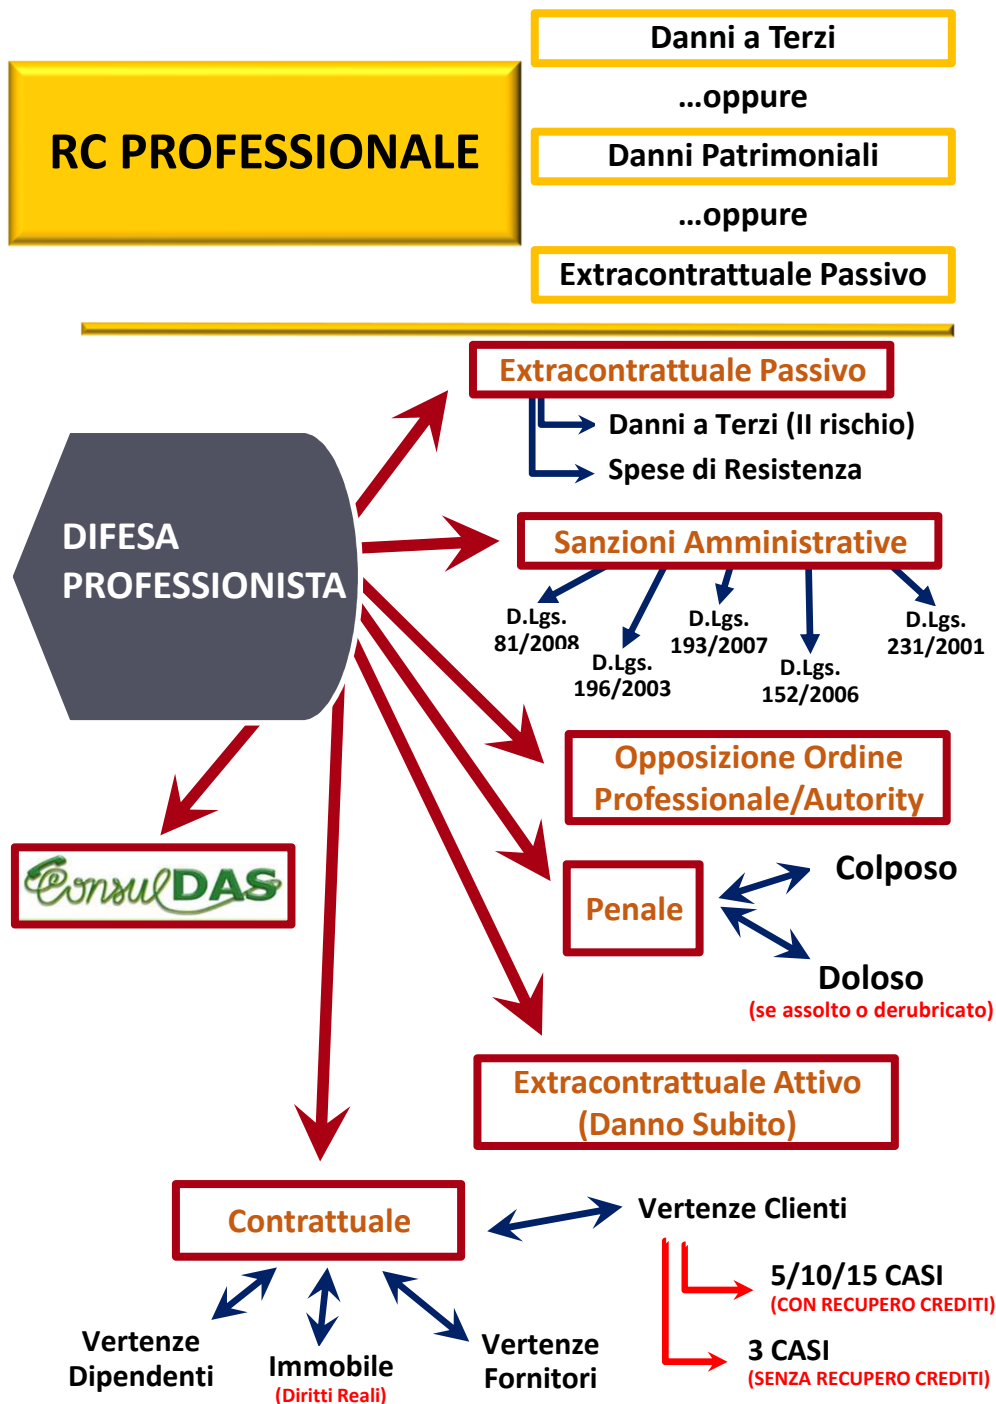 Danni a Terzi
...oppure
RC PROFESSIONALE
Danni Patrimoniali
...oppure
Extracontrattuale Passivo
Extracontrattuale Passivo
Danni a Terzi (II rischio)
Spese di Resistenza
DIFESA
PROFESSIONISTA
Sanzioni Amministrative
D.Lgs.
81/2008
D.Lgs.
196/2003
D.Lgs.
193/2007
D.Lgs.
152/2006
D.Lgs.
231/2001
Opposizione Ordine
Professionale/Autority
ConsulDAS
Penale
Colposo
Doloso
(se assolto o derubricato)
Extracontrattuale Attivo
(Danno Subito)
Contrattuale
Vertenze Clienti
5/10/15 CASI
(CON RECUPERO CREDITI)
3 CASI
(SENZA RECUPERO CREDITI)
Vertenze
Dipendenti
Immobile
(Diritti Reali)
Vertenze
Fornitori